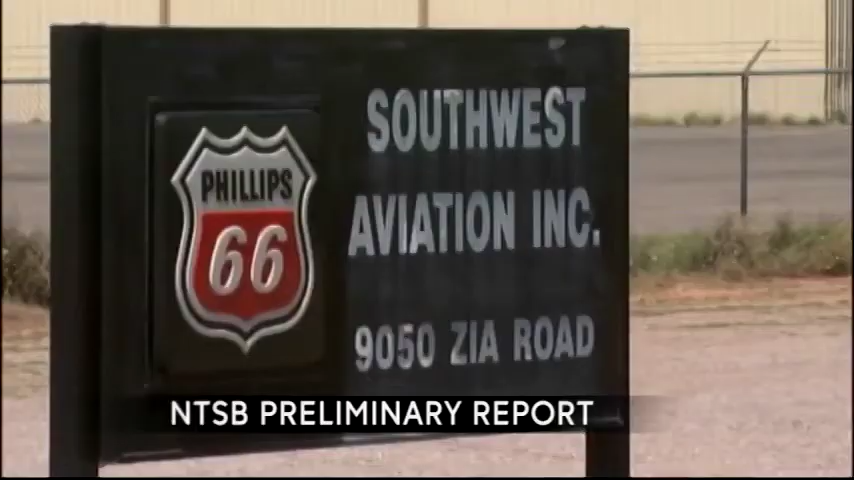 PHILLIPS
66
SOUTHWEST
AVIATION INC.
9050 ZIA ROAD
NTSB PRELIMINARY REPORT